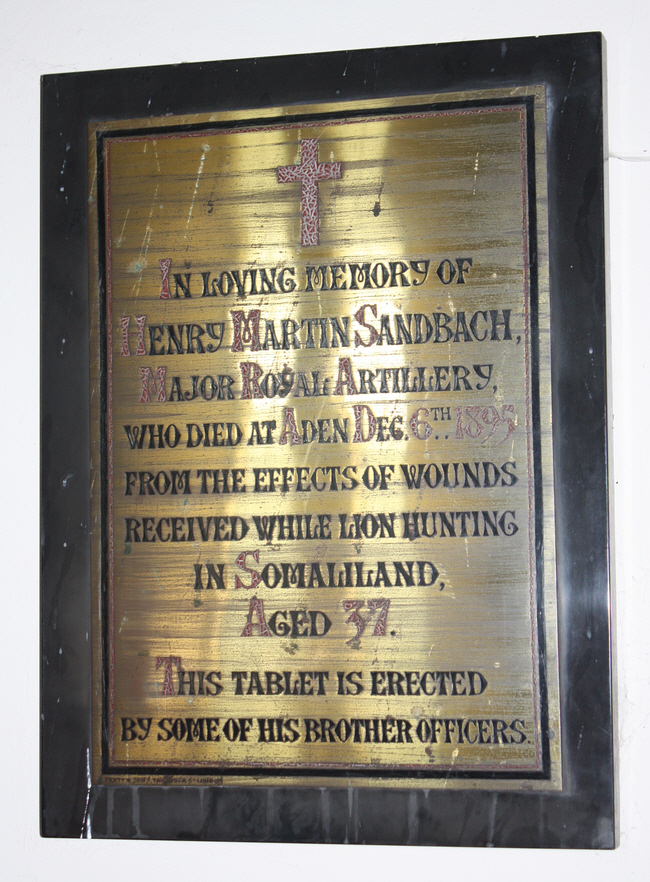 In loving memory of
Henry Martin Sandbach,
Major Royal Artillery,
who died at Aden Dec. 6TH 1895
from the effects of wounds
received while lion hunting
in Somaliland,
Aged 37.
This tablet is erected
by some of his brother officers.